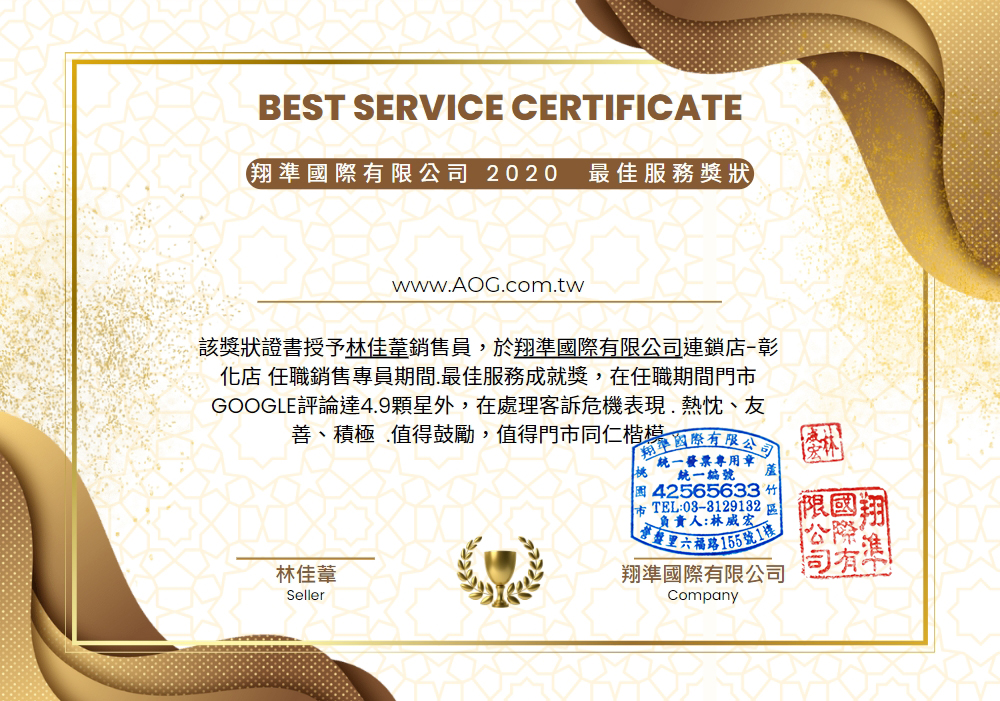 BEST SERVICE CERTIFICATE
翔準國際有限公司 2020 最佳服務獎狀
www.AOG.com.tw
該獎狀證書授予林佳葦銷售員，於翔準國際有限公司連鎖店-彰
化店 任職銷售專員期間.最佳服務成就獎，在任職期間門市
GOOGLE評論達4.9顆星外，在處理客訴危機表現 . 熱忱、友
善、積極 .值得鼓勵，值得門市同仁楷模
翔準國際有限公司
統一發票專用章
統一編號
42565633
TEL:03-3129132
負責人:林威宏
桃園市
蘆竹區
營盤里六福路155號1樓
林威宏
翔準國際有限公司
林佳葦
Seller
翔準國際有限公司
Company